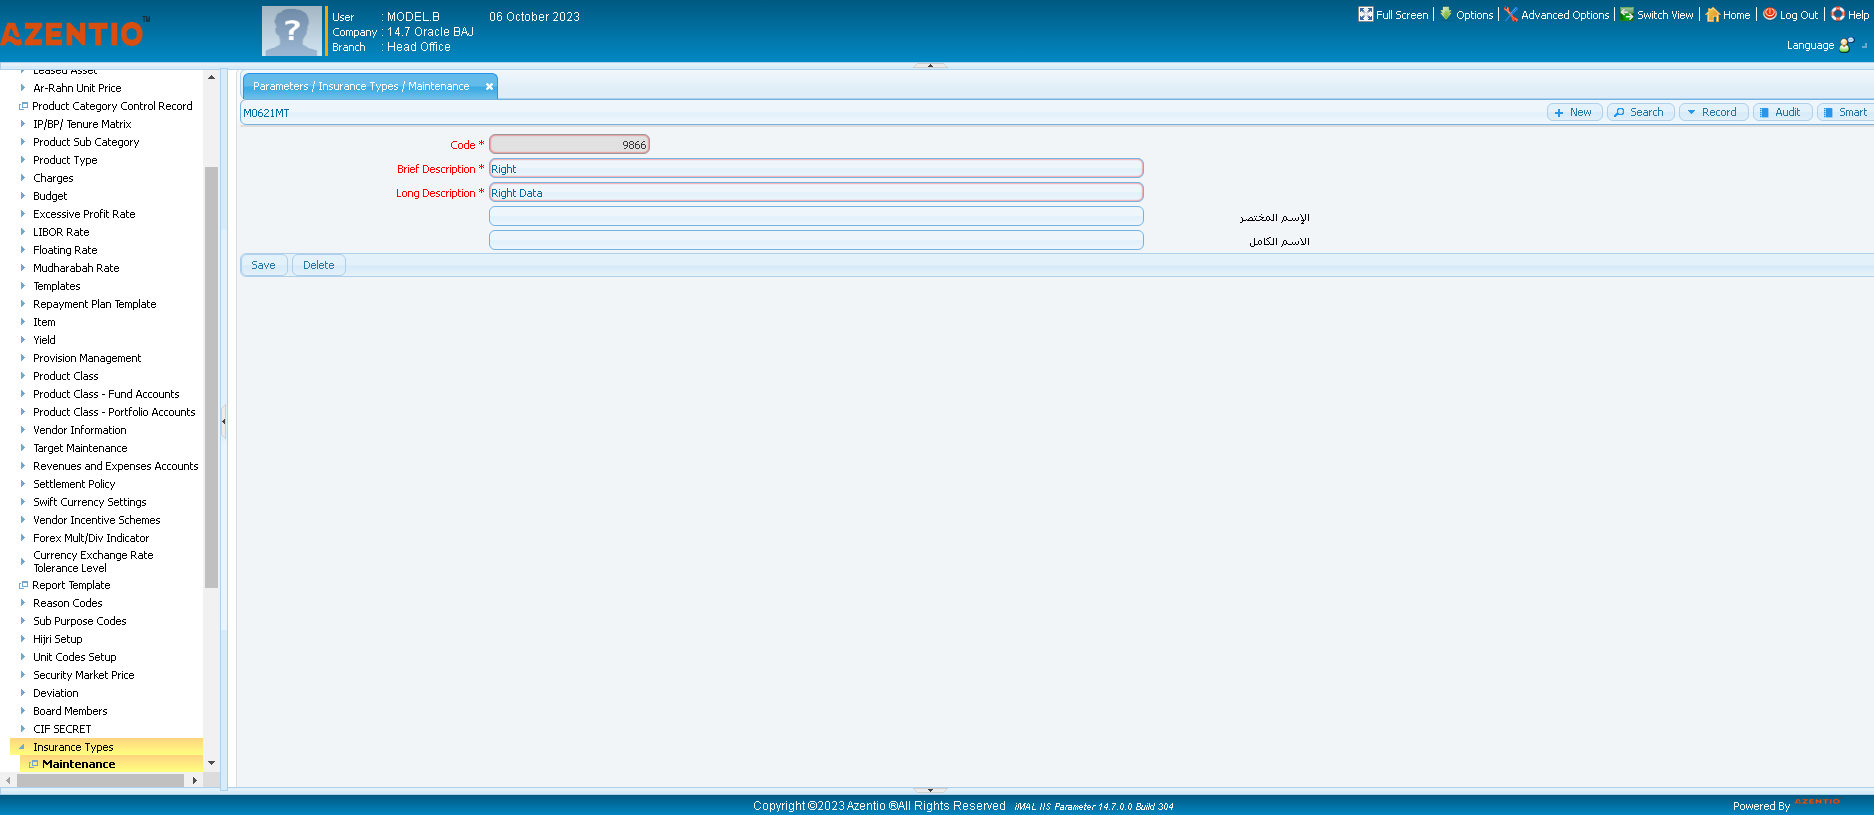 AZENTIO™
User : MODEL.B 06 October 2023
Company : 14.7 Oracle BAJ
Branch : Head Office
Full Screen | Options | Advanced Options | Switch View | Home | Log Out | Help
Language
Leased Asset
Ar-Rahn Unit Price
Product Category Control Record
IP/BP/ Tenure Matrix
Product Sub Category
Product Type
Charges
Budget
Excessive Profit Rate
LIBOR Rate
Floating Rate
Mudharabah Rate
Templates
Repayment Plan Template
Item
Yield
Provision Management
Product Class
Product Class - Fund Accounts
Product Class - Portfolio Accounts
Vendor Information
Target Maintenance
Revenues and Expenses Accounts
Settlement Policy
Swift Currency Settings
Vendor Incentive Schemes
Forex Mult/Div Indicator
Currency Exchange Rate
Tolerance Level
Report Template
Reason Codes
Sub Purpose Codes
Hijri Setup
Unit Codes Setup
Security Market Price
Deviation
Board Members
CIF SECRET
Insurance Types
Maintenance
Parameters / Insurance Types / Maintenance
M0621MT
New Search Record Audit Smart
Code * 9866
Brief Description * Right
Long Description * Right Data
الإسم المختصر
الاسم الكامل
Save Delete
Copyright ©2023 Azentio ®All Rights Reserved iMAL IIS Parameter 14.7.0.0 Build 304
Powered By AZENTIO